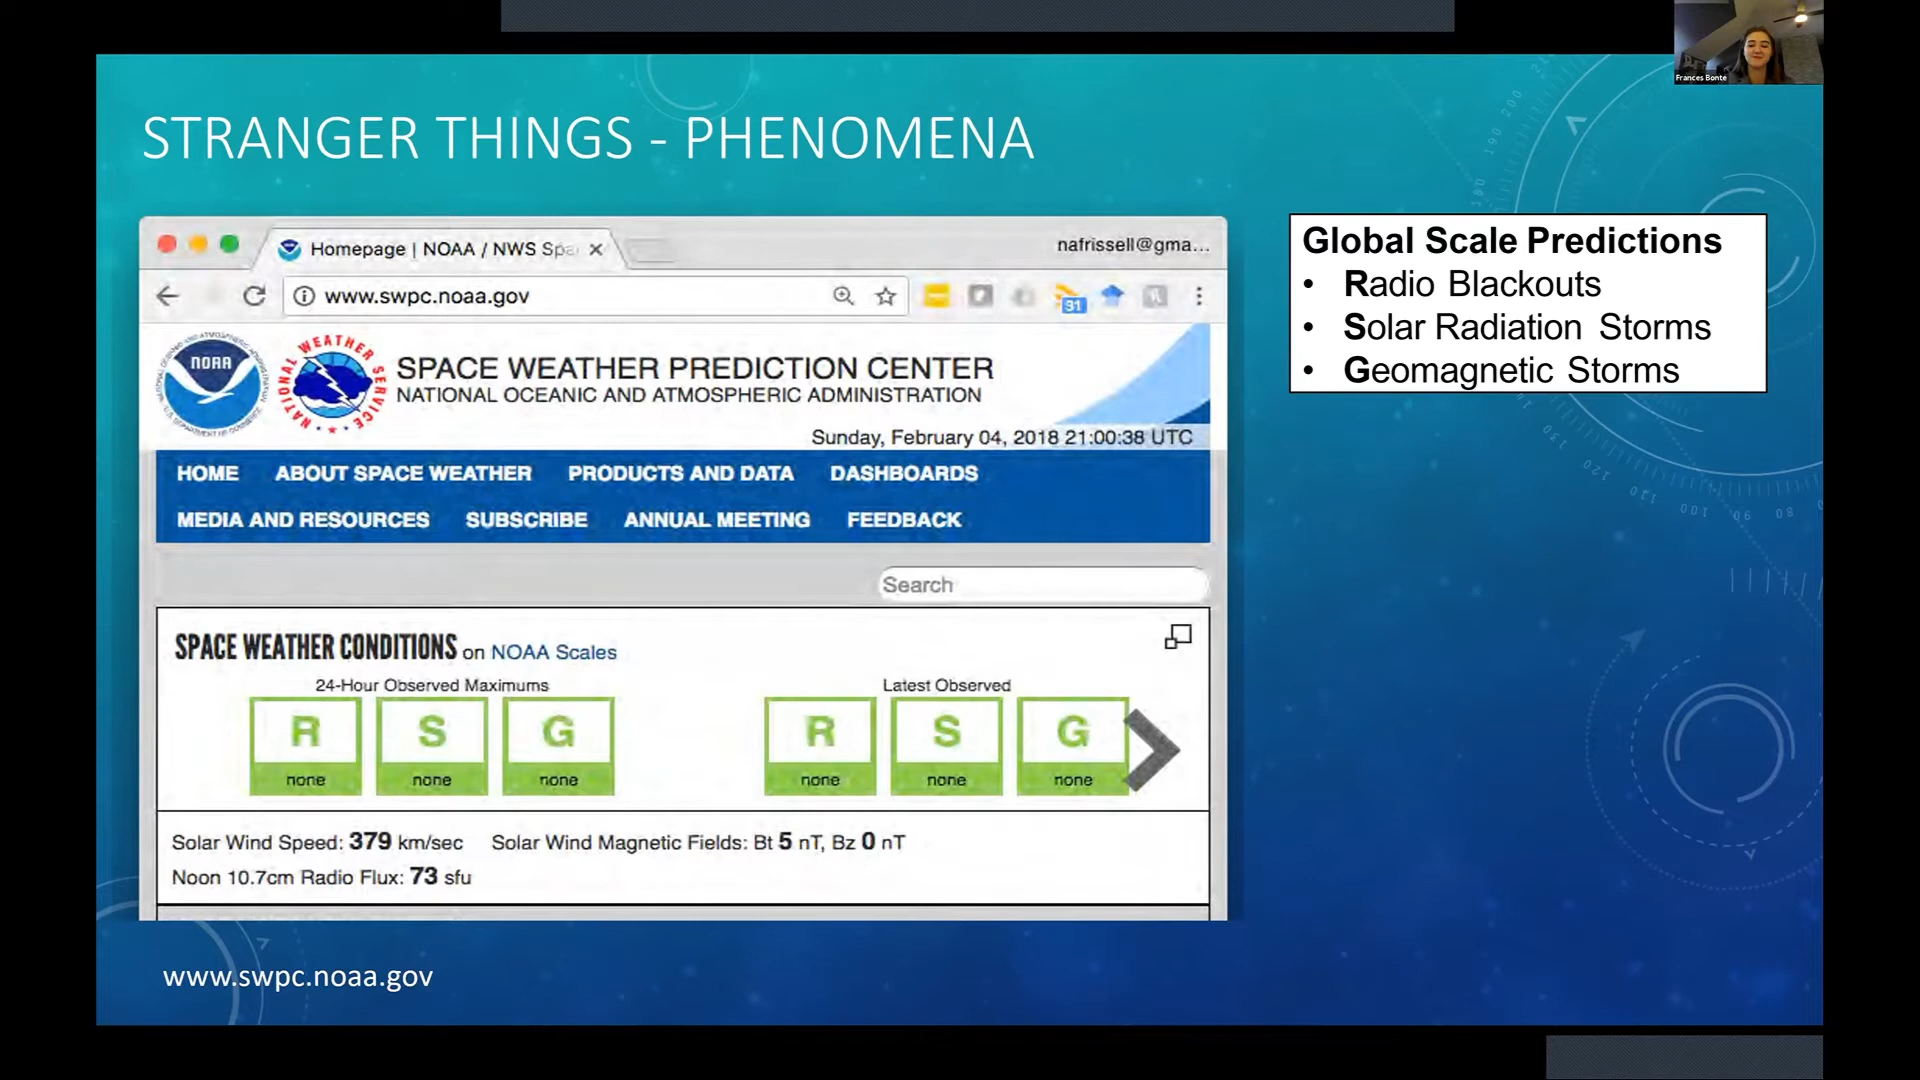 Frances Bonte
STRANGER THINGS - PHENOMENA
Homepage | NOAA / NWS Spa
nafrissell@gma...
www.swpc.noaa.gov
31
NOAA
NATIONAL WEATHER SERVICE
SPACE WEATHER PREDICTION CENTER
NATIONAL OCEANIC AND ATMOSPHERIC ADMINISTRATION
Sunday, February 04, 2018 21:00:38 UTC
HOME ABOUT SPACE WEATHER PRODUCTS AND DATA DASHBOARDS
MEDIA AND RESOURCES SUBSCRIBE ANNUAL MEETING FEEDBACK
Search
SPACE WEATHER CONDITIONS on NOAA Scales
24-Hour Observed Maximums Latest Observed
R S G R S G
none none none none none none
Solar Wind Speed: 379 km/sec Solar Wind Magnetic Fields: Bt 5 nT, Bz 0 nT
Noon 10.7cm Radio Flux: 73 sfu
www.swpc.noaa.gov
Global Scale Predictions
• Radio Blackouts
• Solar Radiation Storms
• Geomagnetic Storms